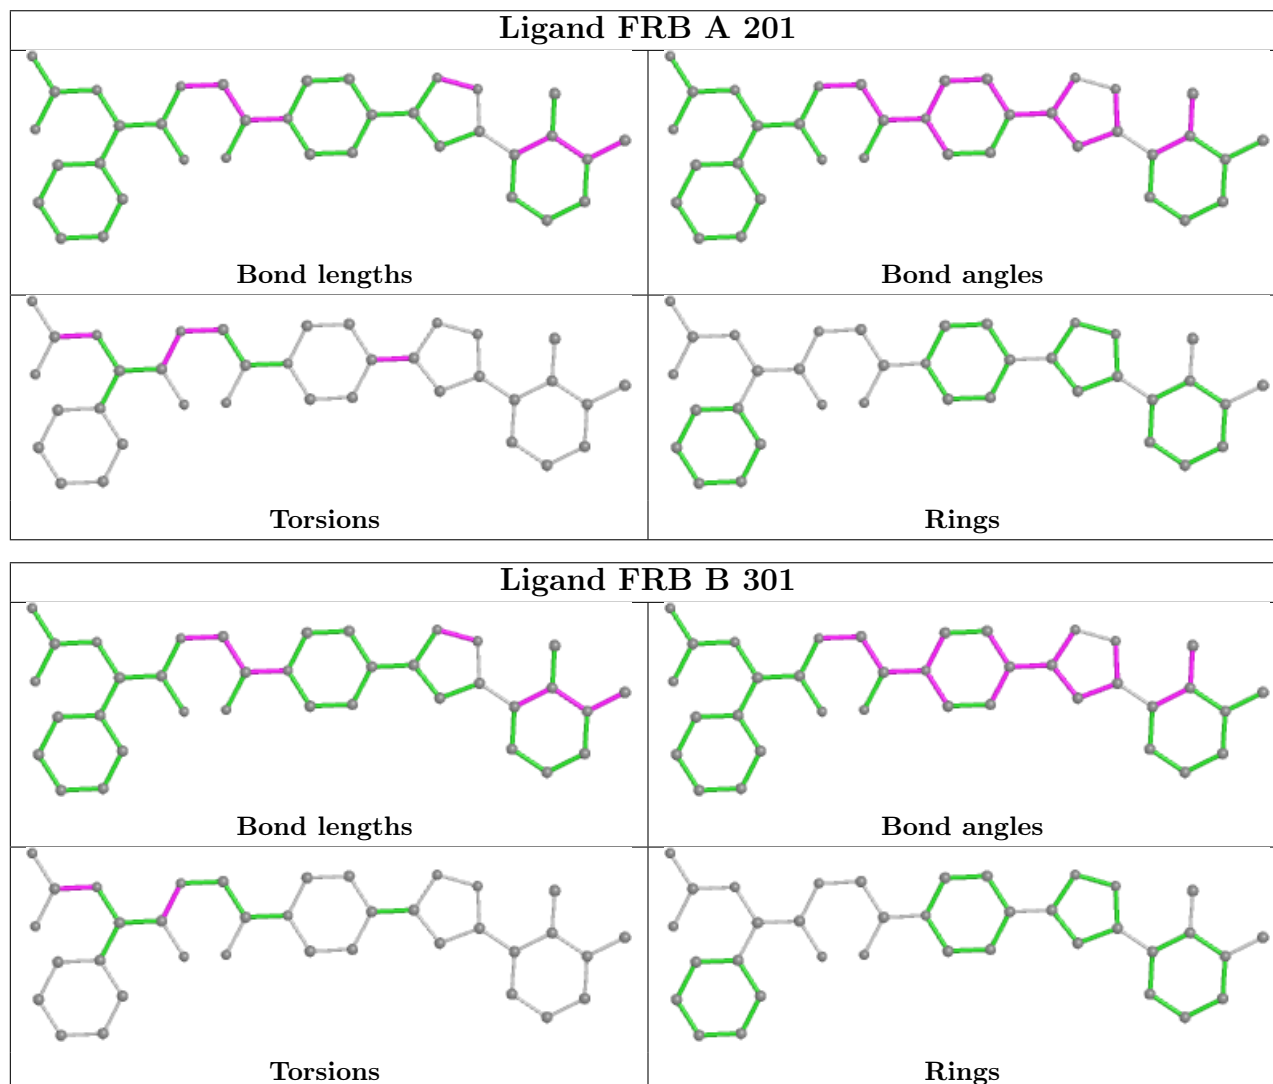 Ligand FRB A 201
Bond lengths
Bond angles
Torsions
Rings
Ligand FRB B 301
Bond lengths
Bond angles
Torsions
Rings